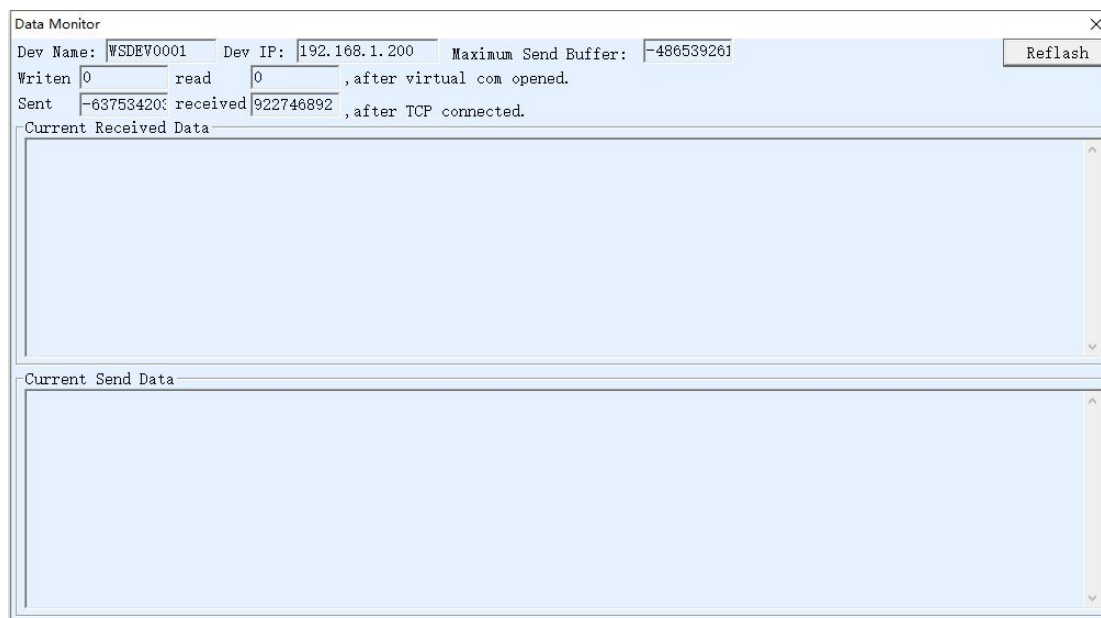 Data Monitor
Dev Name: WSDEV0001 Dev IP: 192.168.1.200 Maximum Send Buffer: -486539261 Reflash
Writen 0 read 0 ,after virtual com opened.
Sent -637534203 received 922746892 ,after TCP connected.
Current Received Data
Current Send Data